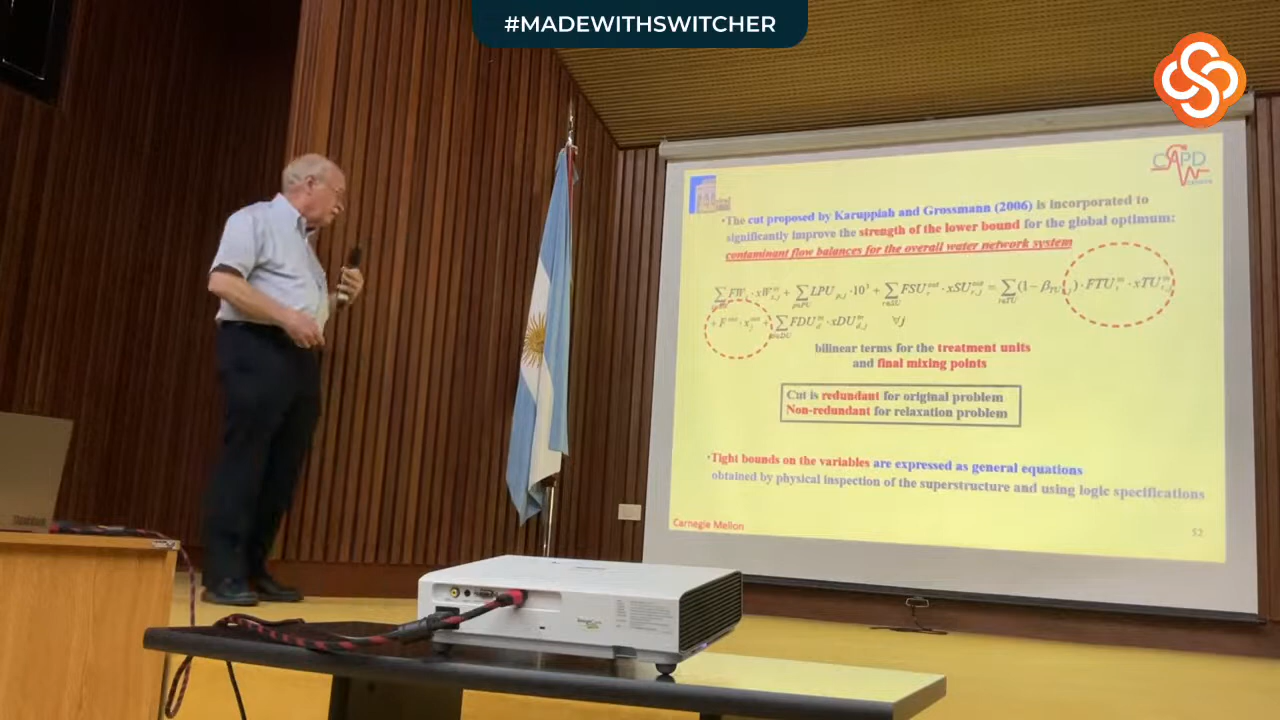 #MADEWITHSWITCHER
CAPD
CENTER
•The cut proposed by Karuppiah and Grossmann (2006) is incorporated to
significantly improve the strength of the lower bound for the global optimum:
contaminant flow balances for the overall water network system
bilinear terms for the treatment units
and final mixing points
Cut is redundant for original problem
Non-redundant for relaxation problem
•Tight bounds on the variables are expressed as general equations
obtained by physical inspection of the superstructure and using logic specifications
Carnegie Mellon
52